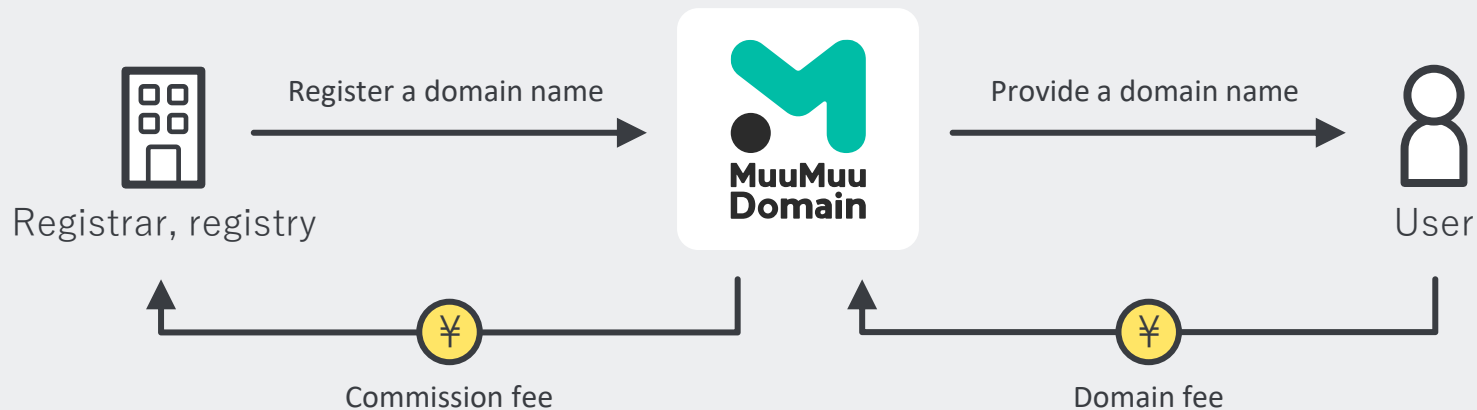 Register a domain name
Provide a domain name
MuuMuu
Domain
Registrar, registry
User
¥
¥
Commission fee
Domain fee